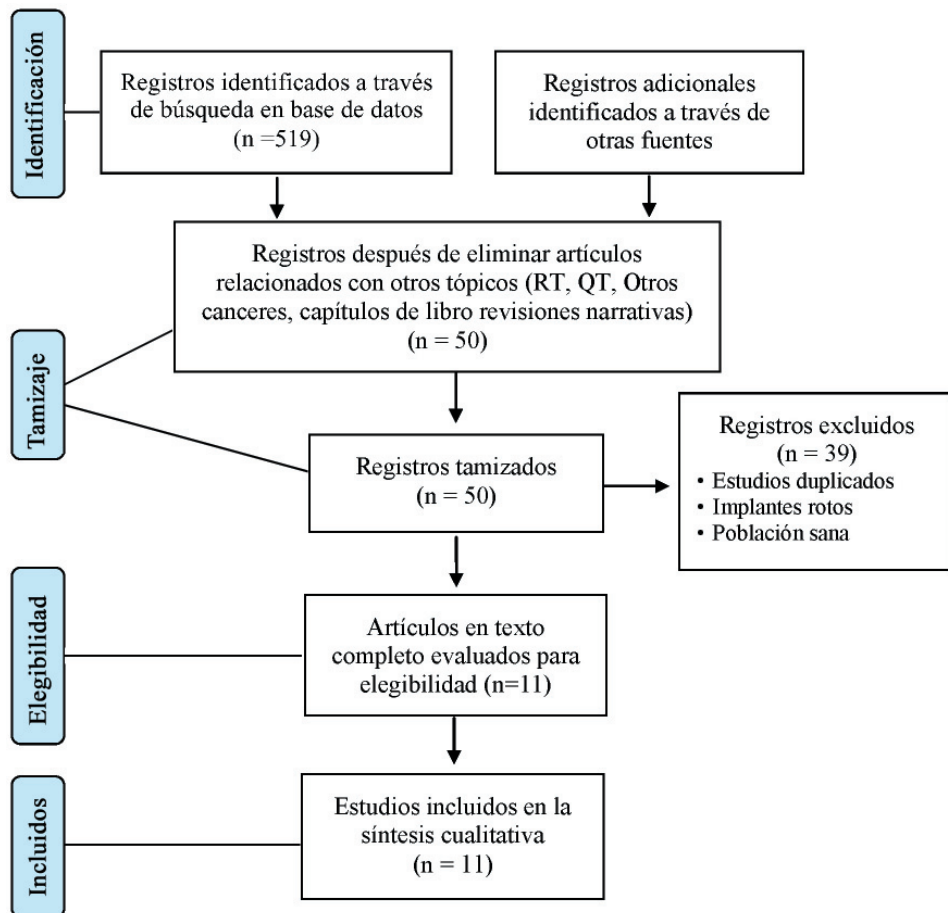 Identificación
Registros identificados a través
de búsqueda en base de datos
(n =519)
Registros adicionales
identificados a través de
otras fuentes
Registros después de eliminar artículos
relacionados con otros tópicos (RT, QT, Otros
canceres, capítulos de libro revisiones narrativas)
(n = 50)
Tamizaje
Registros tamizados
(n = 50)
Registros excluidos
(n = 39)
• Estudios duplicados
• Implantes rotos
• Población sana
Elegibilidad
Artículos en texto
completo evaluados para
elegibilidad (n=11)
Incluidos
Estudios incluidos en la
síntesis cualitativa
(n = 11)